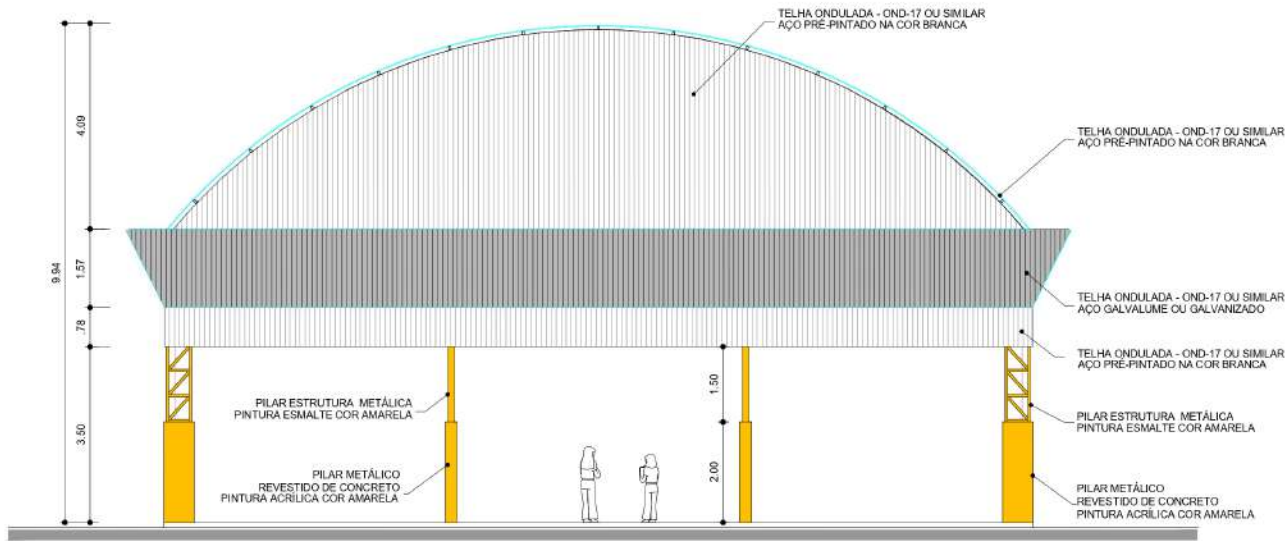 TELHA ONDULADA - OND-17 OU SIMILAR
AÇO PRÉ-PINTADO NA COR BRANCA
TELHA ONDULADA - OND-17 OU SIMILAR
AÇO PRÉ-PINTADO NA COR BRANCA
4.09
9.94
1.57
.78
3.50
TELHA ONDULADA - OND-17 OU SIMILAR
AÇO GALVALUME OU GALVANIZADO
TELHA ONDULADA - OND-17 OU SIMILAR
AÇO PRÉ-PINTADO NA COR BRANCA
PILAR ESTRUTURA METÁLICA
PINTURA ESMALTE COR AMARELA
1.50
PILAR ESTRUTURA METÁLICA
PINTURA ESMALTE COR AMARELA
PILAR METÁLICO
REVESTIDO DE CONCRETO
PINTURA ACRÍLICA COR AMARELA
2.00
PILAR METÁLICO
REVESTIDO DE CONCRETO
PINTURA ACRÍLICA COR AMARELA